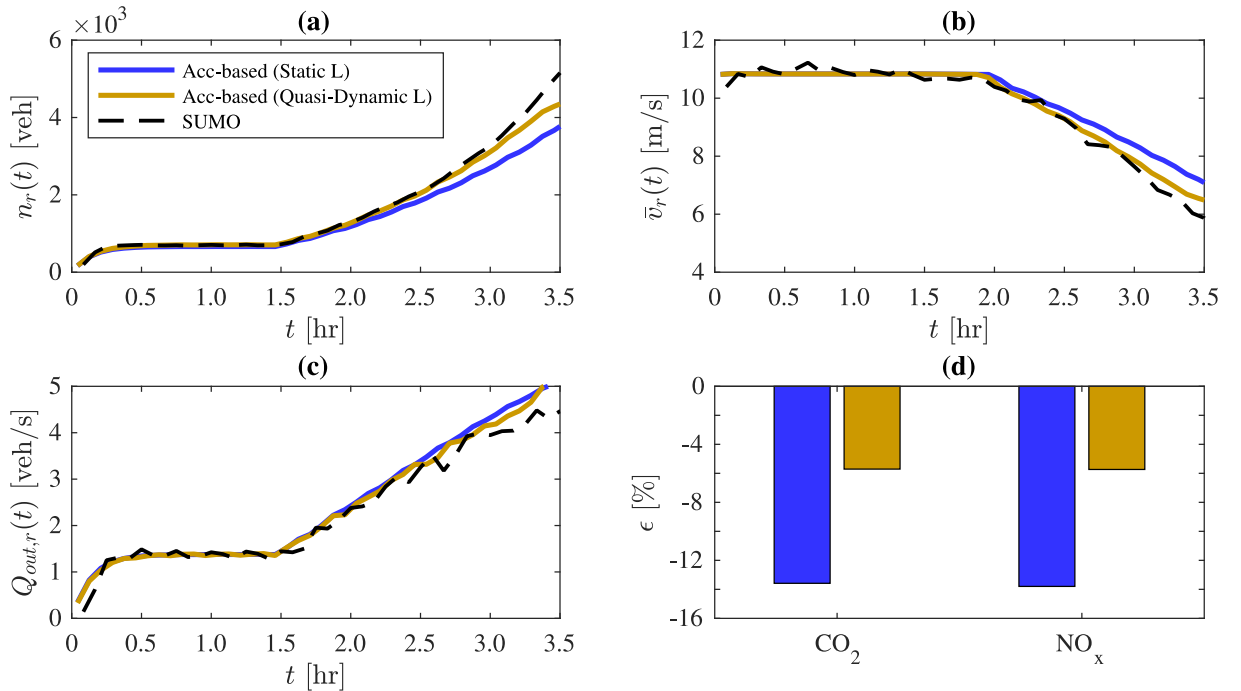 (a)
×10³
6
4
2
0
n_r(t) [veh]
Acc-based (Static L)
Acc-based (Quasi-Dynamic L)
SUMO
0 0.5 1.0 1.5 2.0 2.5 3.0 3.5
t [hr]
(b)
12
10
8
6
4
v̄_r(t) [m/s]
0 0.5 1.0 1.5 2.0 2.5 3.0 3.5
t [hr]
(c)
5
4
3
2
1
0
Q_{out,r}(t) [veh/s]
0 0.5 1.0 1.5 2.0 2.5 3.0 3.5
t [hr]
(d)
0
-4
-8
-12
-16
ϵ [%]
CO₂ NOₓ